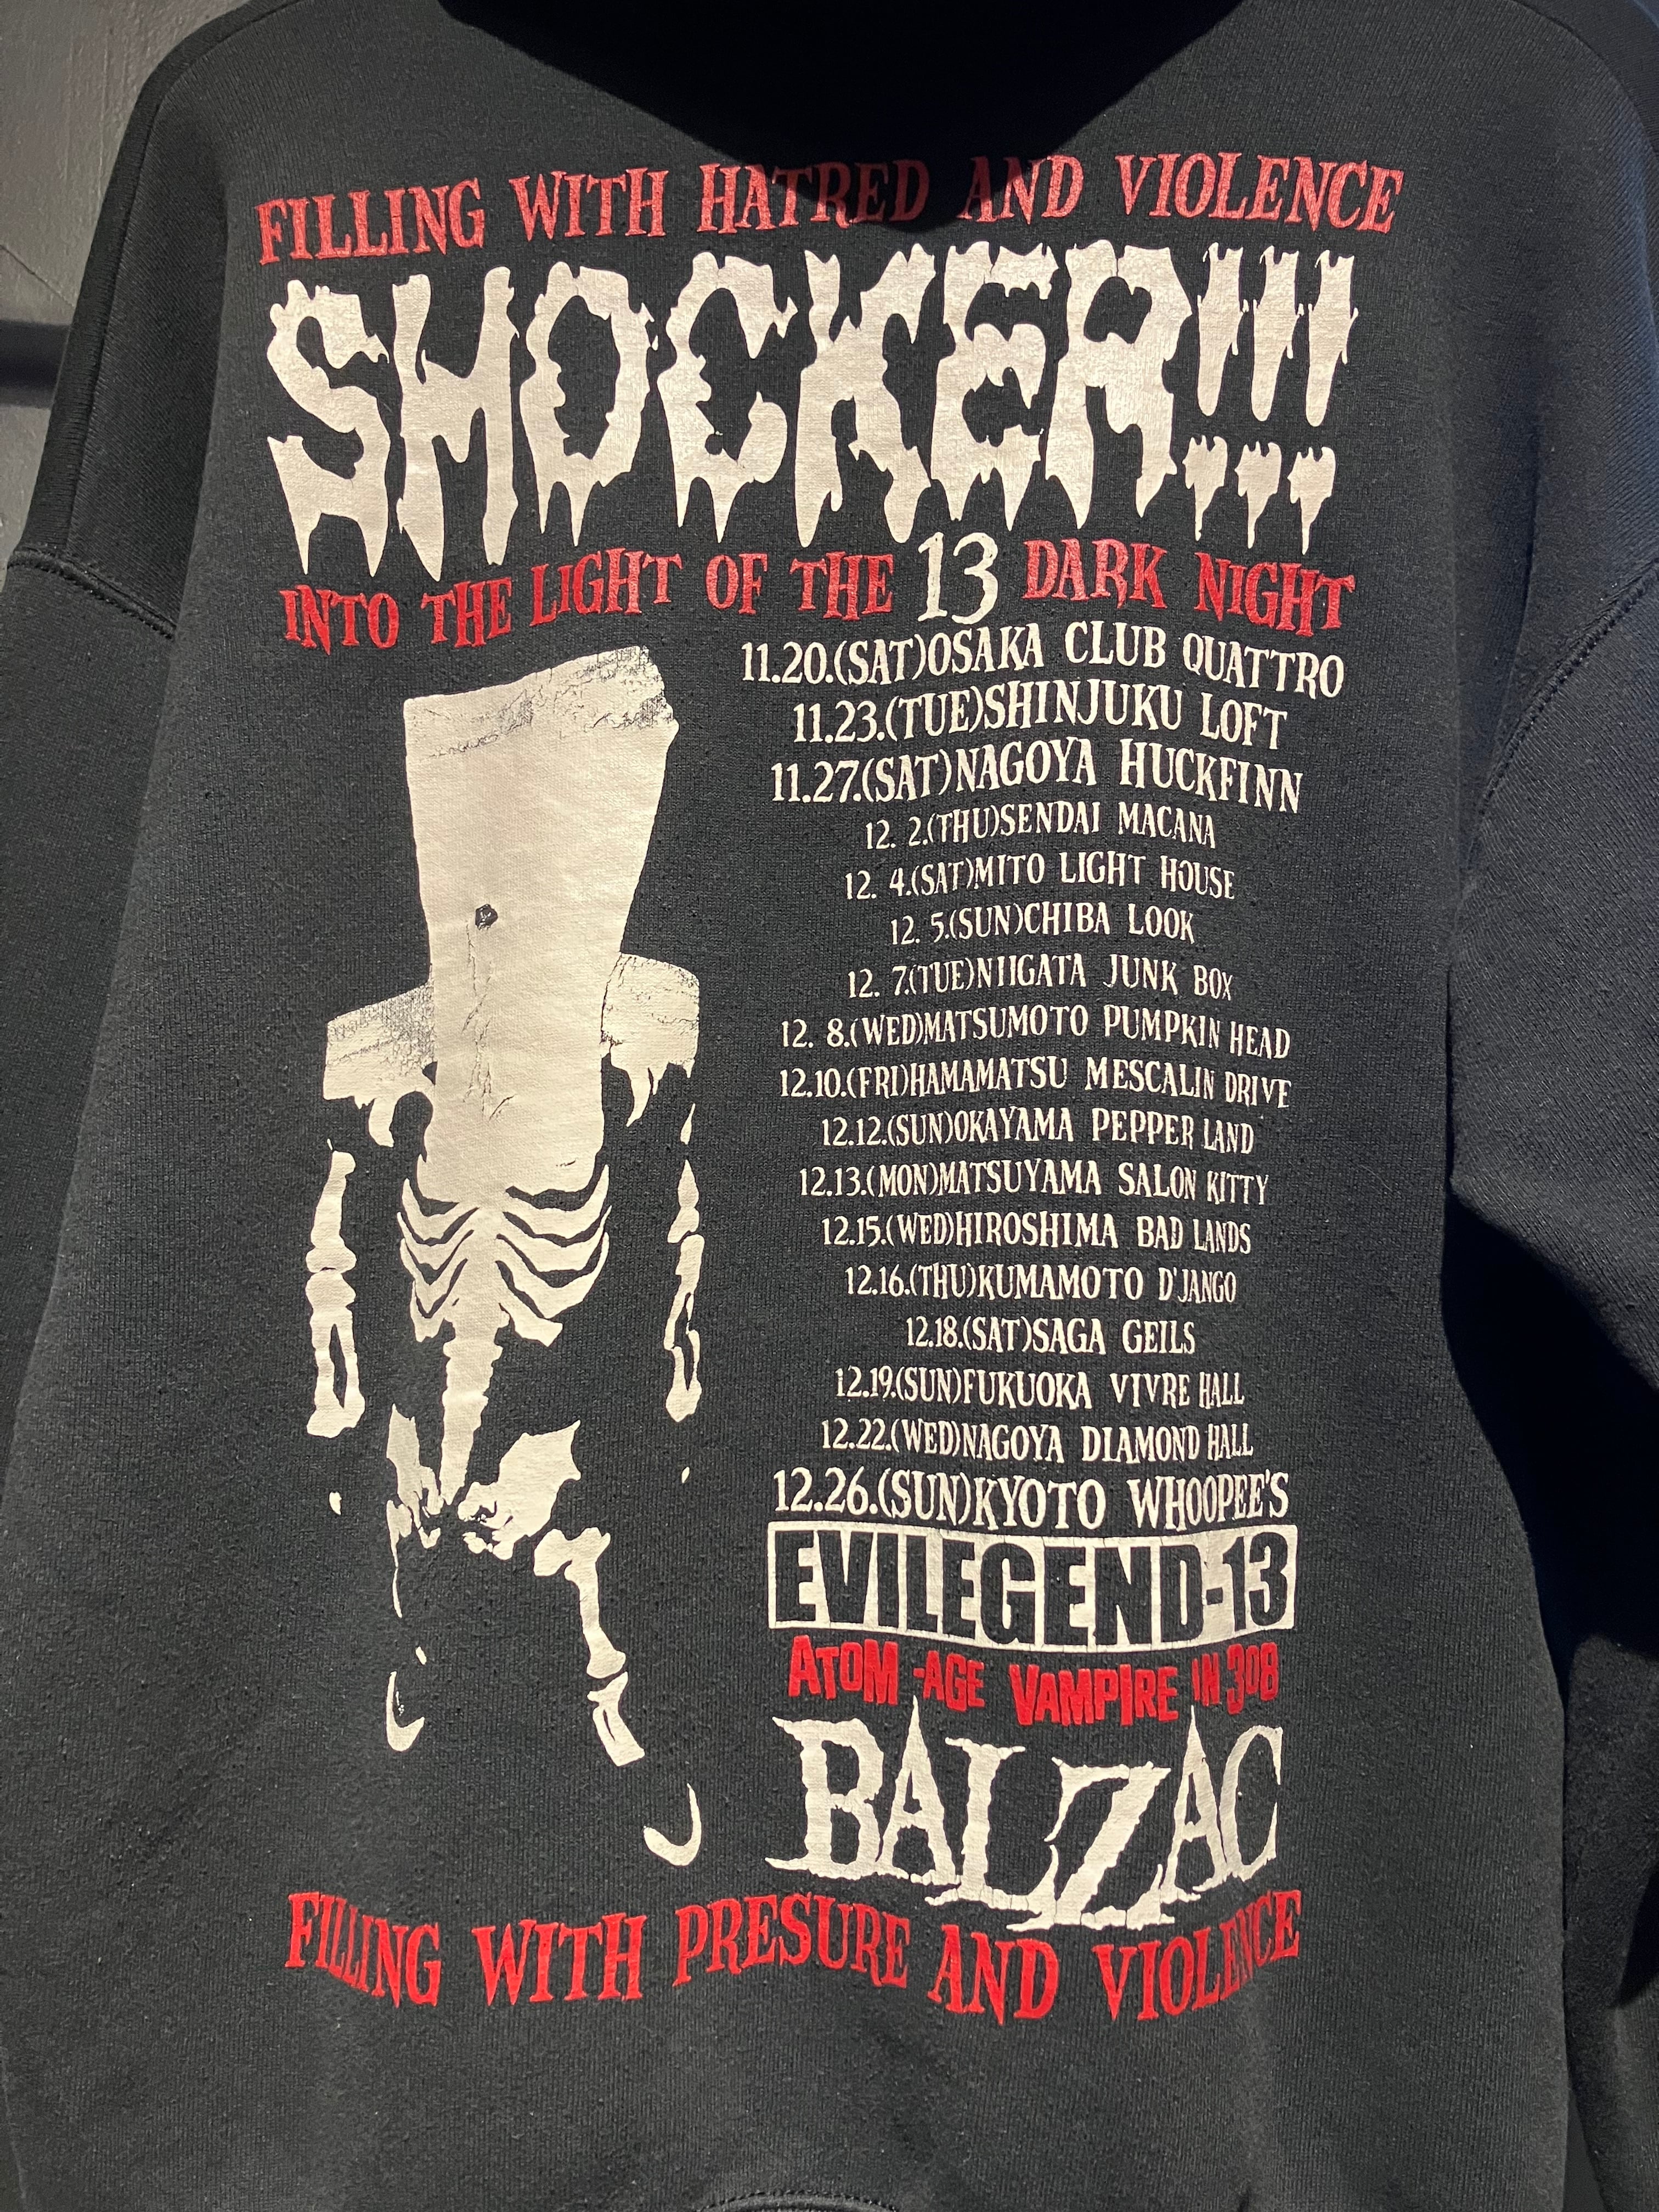 FILLING WITH HATRED AND VIOLENCE
SHOCKER!!!
INTO THE LIGHT OF THE 13 DARK NIGHT
11.20.(SAT)OSAKA CLUB QUATTRO
11.23.(TUE)SHINJUKU LOFT
11.27.(SAT)NAGOYA HUCKFINN
12. 2.(THU)SENDAI MACANA
12. 4.(SAT)MITO LIGHT HOUSE
12. 5.(SUN)CHIBA LOOK
12. 7.(TUE)NIIGATA JUNK BOX
12. 8.(WED)MATSUMOTO PUMPKIN HEAD
12.10.(FRI)HAMAMATSU MESCALIN DRIVE
12.12.(SUN)OKAYAMA PEPPER LAND
12.13.(MON)MATSUYAMA SALON KITTY
12.15.(WED)HIROSHIMA BAD LANDS
12.16.(THU)KUMAMOTO D'JANGO
12.18.(SAT)SAGA GEILS
12.19.(SUN)FUKUOKA VIVRE HALL
12.22.(WED)NAGOYA DIAMOND HALL
12.26.(SUN)KYOTO WHOOPEE'S
EVILEGEND-13
ATOM-AGE VAMPIRE IN 308
BALZAC
FILLING WITH PRESURE AND VIOLENCE